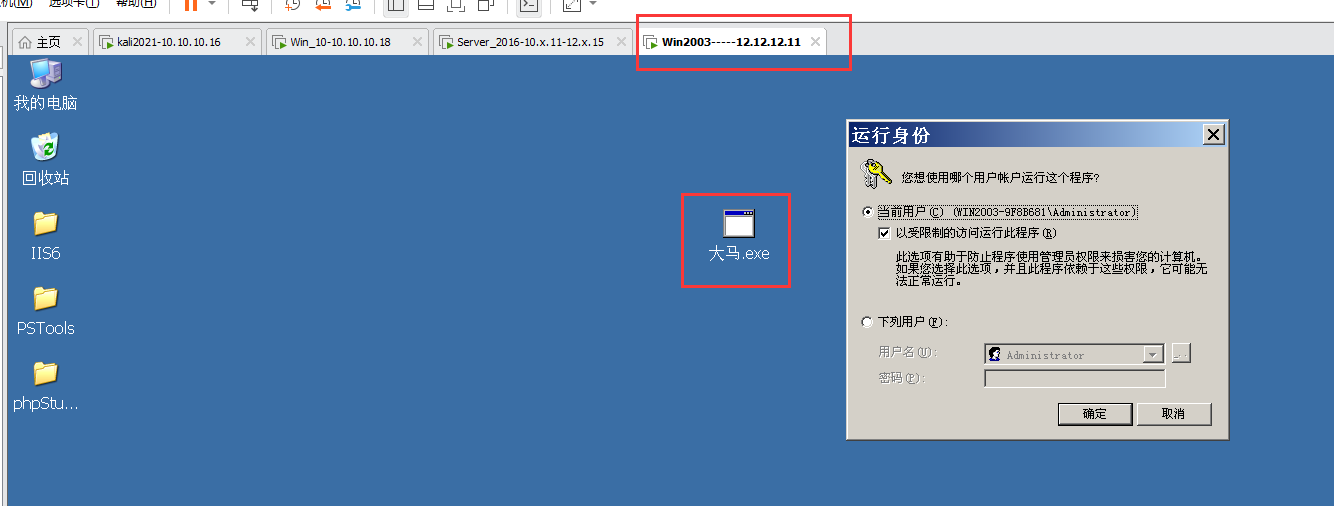 机(M) 选项卡(T) 帮助(H)
主页 kali2021-10.10.10.16 Win_10-10.10.10.18 Server_2016-10.x.11-12.x.15 Win2003-----12.12.12.11
我的电脑
回收站
IIS6
PSTools
phpStu...
大马.exe
运行身份
您想使用哪个用户帐户运行这个程序?
当前用户(C) (WIN2003-9F8B681\Administrator)
以受限制的访问运行此程序(R)
此选项有助于防止程序使用管理员权限来损害您的计算机。
如果您选择此选项，并且此程序依赖于这些权限，它可能无
法正常运行。
下列用户(F):
用户名(U): Administrator ...
密码(P):
确定 取消